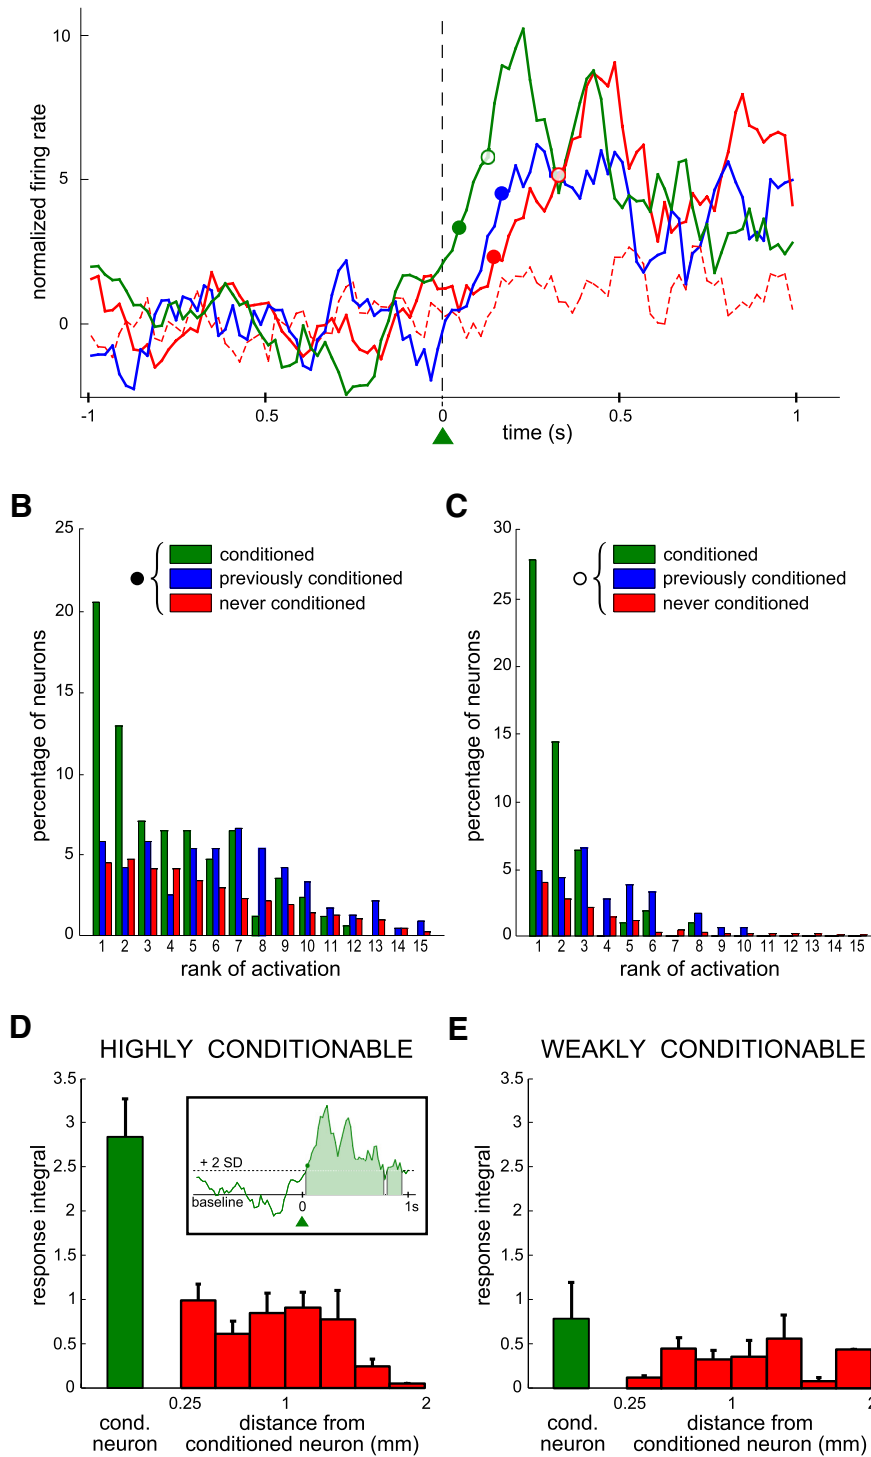 10
5
0
normalized firing rate
-1
0.5
0
0.5
1
time (s)
B
25
20
15
10
5
0
percentage of neurons
conditioned
previously conditioned
never conditioned
1 2 3 4 5 6 7 8 9 10 11 12 13 14 15
rank of activation
C
30
25
20
15
10
5
0
percentage of neurons
conditioned
previously conditioned
never conditioned
1 2 3 4 5 6 7 8 9 10 11 12 13 14 15
rank of activation
D
HIGHLY CONDITIONABLE
3.5
3
2.5
2
1.5
1
0.5
0
response integral
+ 2 SD
baseline
0
1s
0.25
1
2
cond.
neuron
distance from
conditioned neuron (mm)
E
WEAKLY CONDITIONABLE
3.5
3
2.5
2
1.5
1
0.5
0
response integral
0.25
1
2
cond.
neuron
distance from
conditioned neuron (mm)